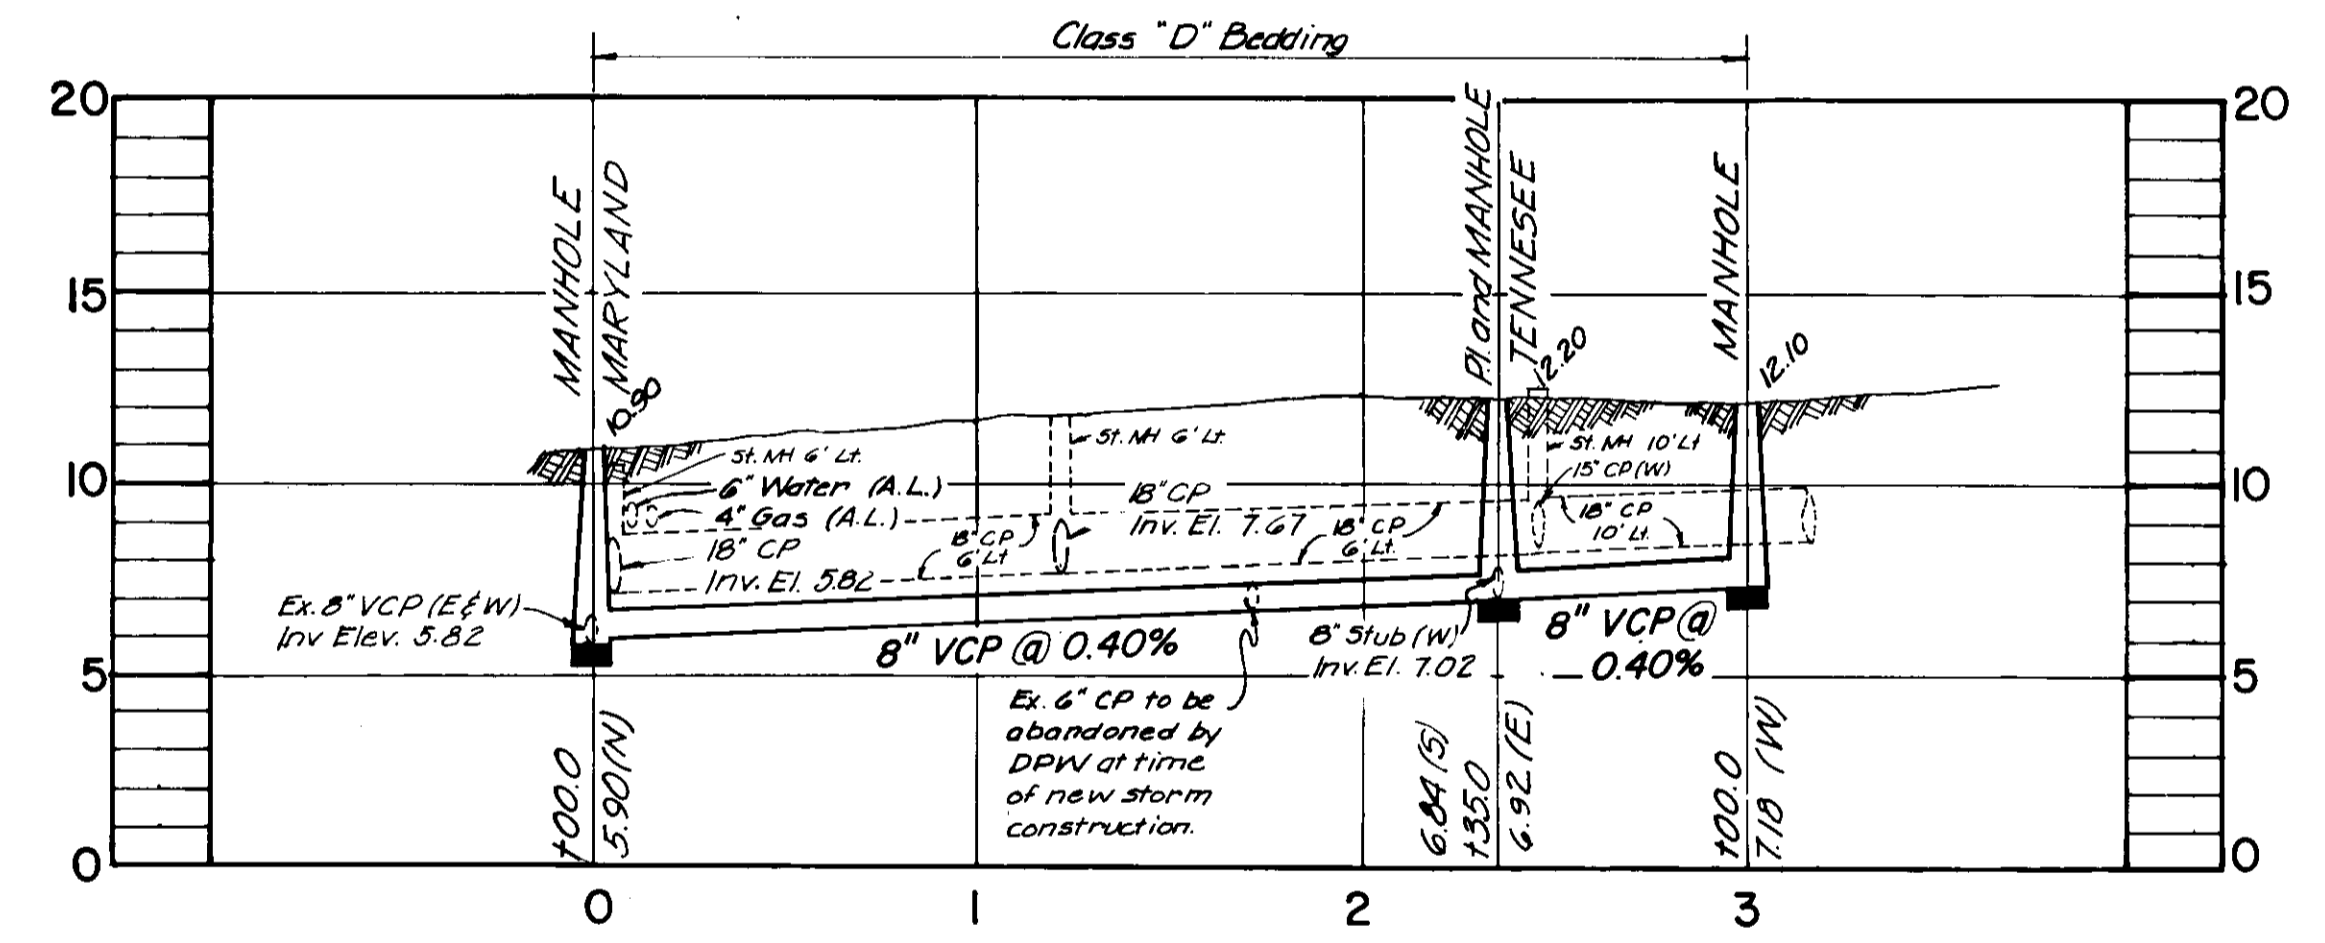 Class "D" Bedding
20
20
15
15
10
10
5
5
0
0
MANHOLE
MARYLAND
10.90
P.I. and MANHOLE
TENNESEE
12.20
MANHOLE
12.10
St. MH 6' Lt.
6" Water (A.L.)
4" Gas (A.L.)
18" CP
Inv. El. 5.82
18" CP
6' Lt
St. MH 6' Lt.
18" CP
Inv. El. 7.67
18" CP
6' Lt.
St. MH 10' Lt
15" CP (W)
18" CP
10' Lt.
Ex. 8" VCP (E&W)
Inv Elev. 5.82
8" VCP @ 0.40%
8" Stub (W)
Inv. El. 7.02
8" VCP @
0.40%
Ex. 6" CP to be
abandoned by
DPW at time
of new storm
construction.
+00.0
5.90 (N)
6.84 (S)
+35.0
6.92 (E)
+00.0
7.18 (W)
0
1
2
3